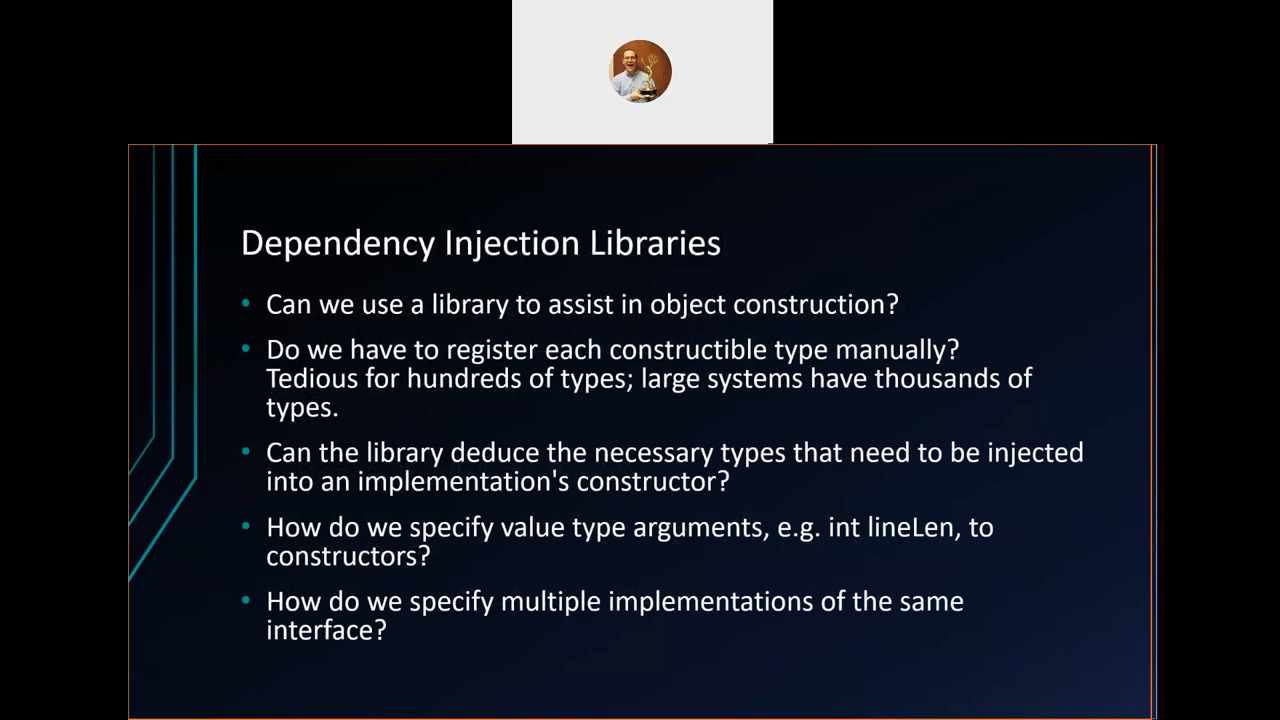 Dependency Injection Libraries
• Can we use a library to assist in object construction?
• Do we have to register each constructible type manually?
Tedious for hundreds of types; large systems have thousands of
types.
• Can the library deduce the necessary types that need to be injected
into an implementation's constructor?
• How do we specify value type arguments, e.g. int lineLen, to
constructors?
• How do we specify multiple implementations of the same
interface?